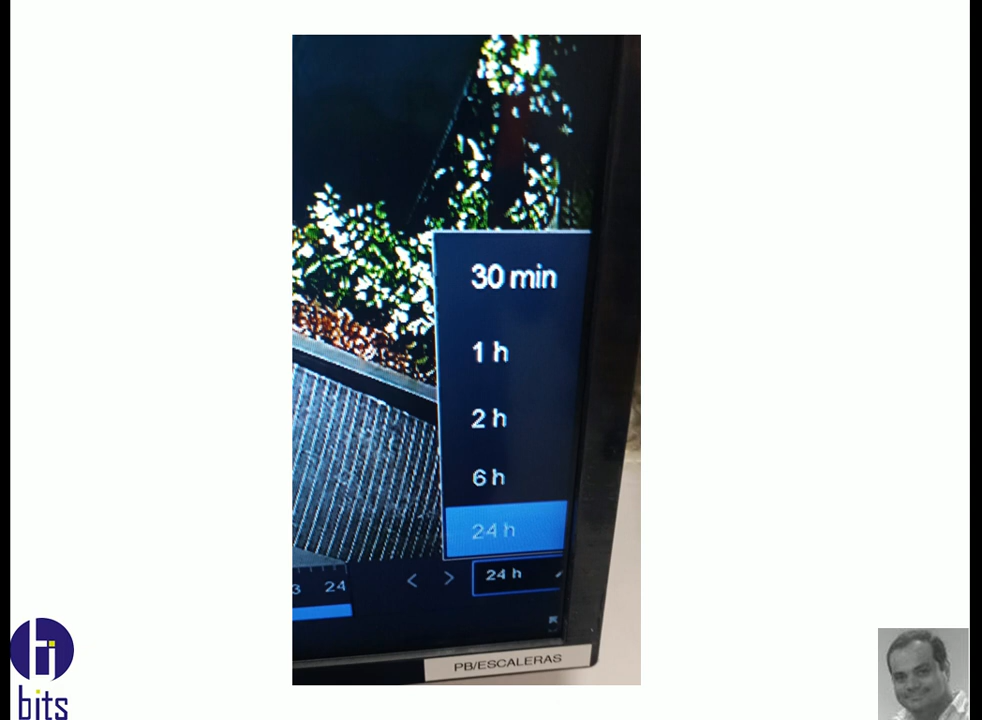 30 min
1 h
2 h
6 h
24 h
3 24 < > 24 h
PB/ESCALERAS
bits